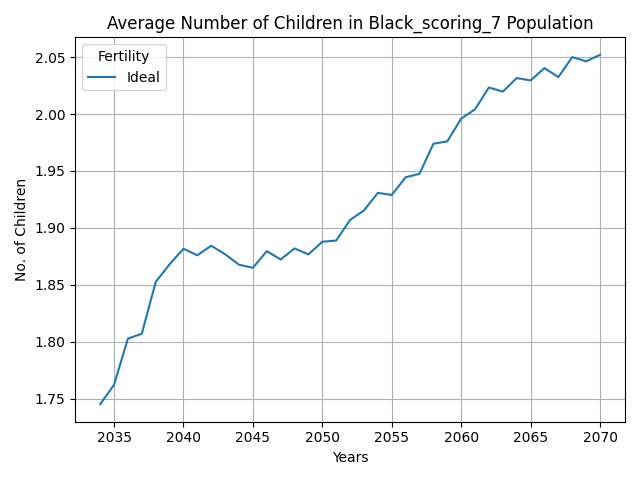 Average Number of Children in Black_scoring_7 Population
Fertility
Ideal
No. of Children
2.05
2.00
1.95
1.90
1.85
1.80
1.75
2035 2040 2045 2050 2055 2060 2065 2070
Years